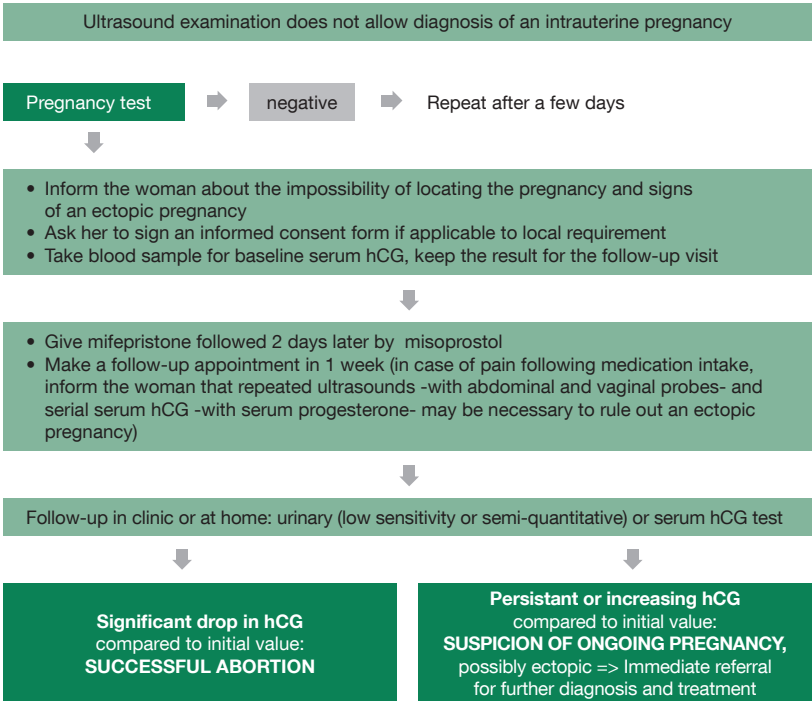 Ultrasound examination does not allow diagnosis of an intrauterine pregnancy
Pregnancy test
negative
Repeat after a few days
• Inform the woman about the impossibility of locating the pregnancy and signs
of an ectopic pregnancy
• Ask her to sign an informed consent form if applicable to local requirement
• Take blood sample for baseline serum hCG, keep the result for the follow-up visit
• Give mifepristone followed 2 days later by misoprostol
• Make a follow-up appointment in 1 week (in case of pain following medication intake,
inform the woman that repeated ultrasounds -with abdominal and vaginal probes- and
serial serum hCG -with serum progesterone- may be necessary to rule out an ectopic
pregnancy)
Follow-up in clinic or at home: urinary (low sensitivity or semi-quantitative) or serum hCG test
Significant drop in hCG
compared to initial value:
SUCCESSFUL ABORTION
Persistant or increasing hCG
compared to initial value:
SUSPICION OF ONGOING PREGNANCY,
possibly ectopic => Immediate referral
for further diagnosis and treatment